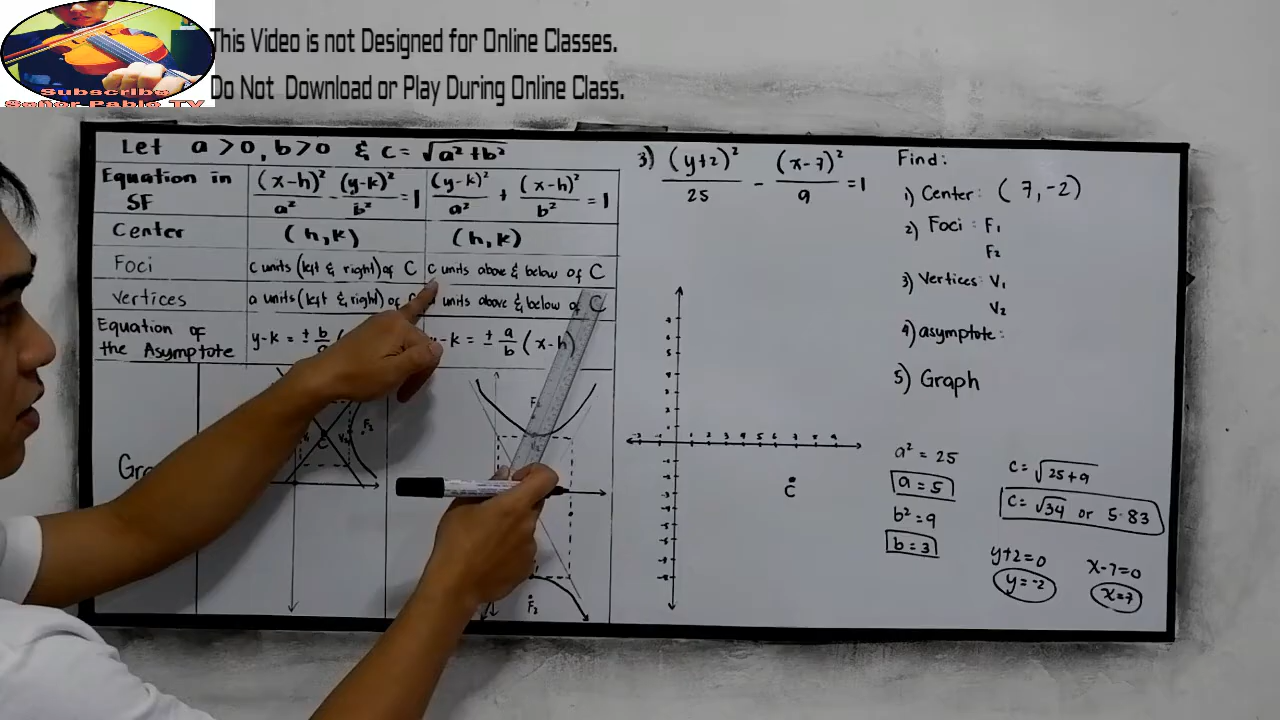 This Video is not Designed for Online Classes.
Do Not Download or Play During Online Class.
Subscribe
Señor Pablo TV
Let a > 0, b > 0 & c = √a² + b²
Equation in SF
(x-h)²/a² - (y-k)²/b² = 1
(y-k)²/a² + (x-h)²/b² = 1
Center
(h, k)
(h, k)
Foci
c units (left & right) of C
c units above & below of C
Vertices
a units (left & right) of
units above & below of C
Equation of the Asymptote
y-k = ± b/
-k = ± a/b (x-h)
C
F₂
F₂
3) (y+2)²/25 - (x-7)²/9 = 1
Find:
1) Center: (7, -2)
2) Foci: F₁
F₂
3) Vertices: V₁
V₂
4) asymptote:
5) Graph
C
a² = 25
a = 5
b² = 9
b = 3
c = √25+9
c = √34 or 5.83
y+2=0
y=-2
x-7=0
x=7